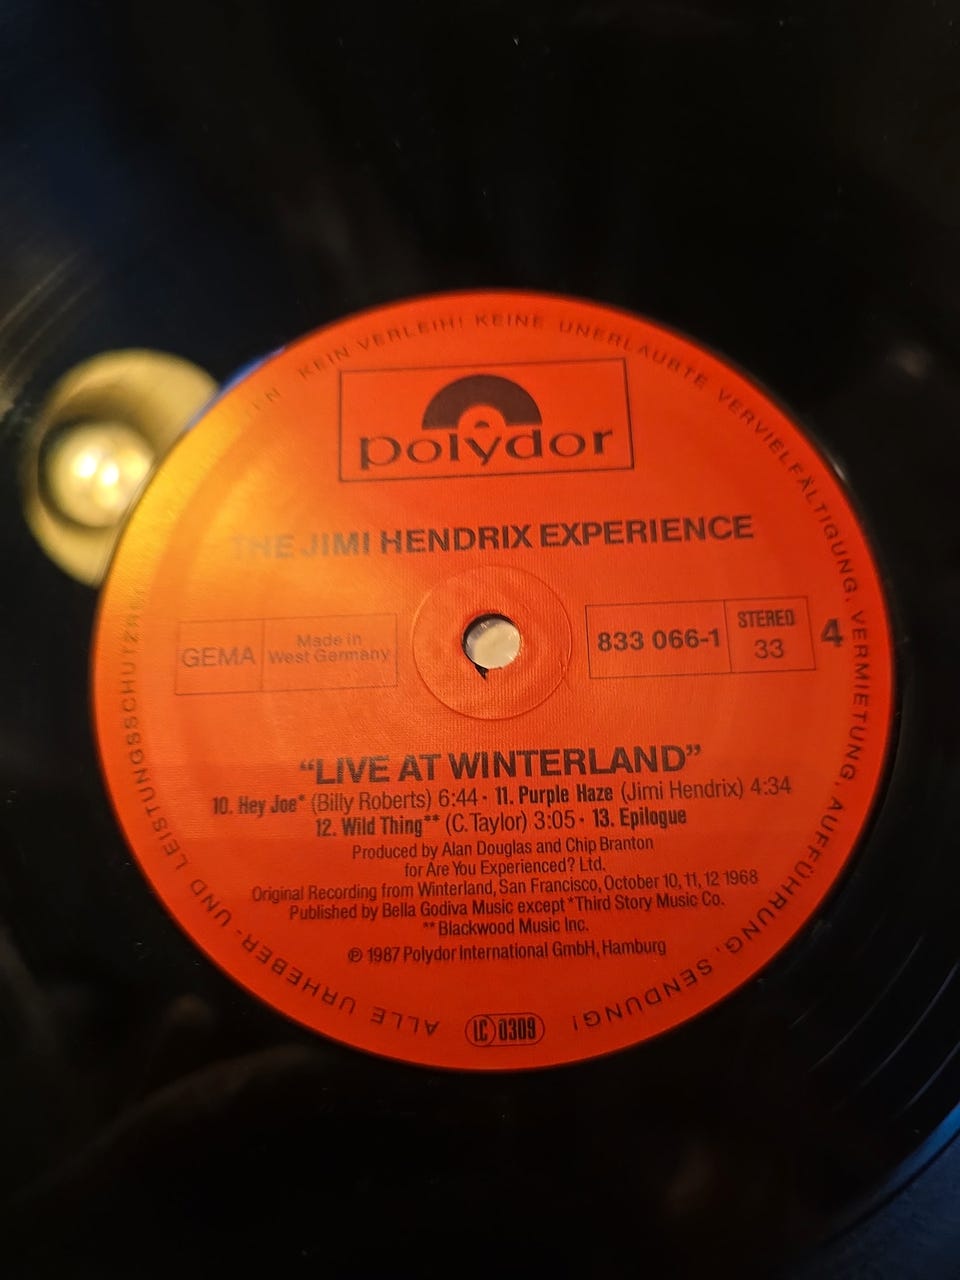 ALLE URHEBER- UND LEISTUNGSSCHUTZR
KEIN VERLEIH! KEINE UNERLAUBTE VERVIELFÄLTIGUNG, VERMIETUNG, AUFFÜHRUNG, SENDUNG!
polydor
THE JIMI HENDRIX EXPERIENCE
GEMA
Made in
West Germany
833 066-1
STEREO
33
4
“LIVE AT WINTERLAND”
10. Hey Joe* (Billy Roberts) 6:44 · 11. Purple Haze (Jimi Hendrix) 4:34
12. Wild Thing** (C. Taylor) 3:05 · 13. Epilogue
Produced by Alan Douglas and Chip Branton
for Are You Experienced? Ltd.
Original Recording from Winterland, San Francisco, October 10, 11, 12 1968
Published by Bella Godiva Music except *Third Story Music Co.
**Blackwood Music Inc.
℗ 1987 Polydor International GmbH, Hamburg
LC 0309